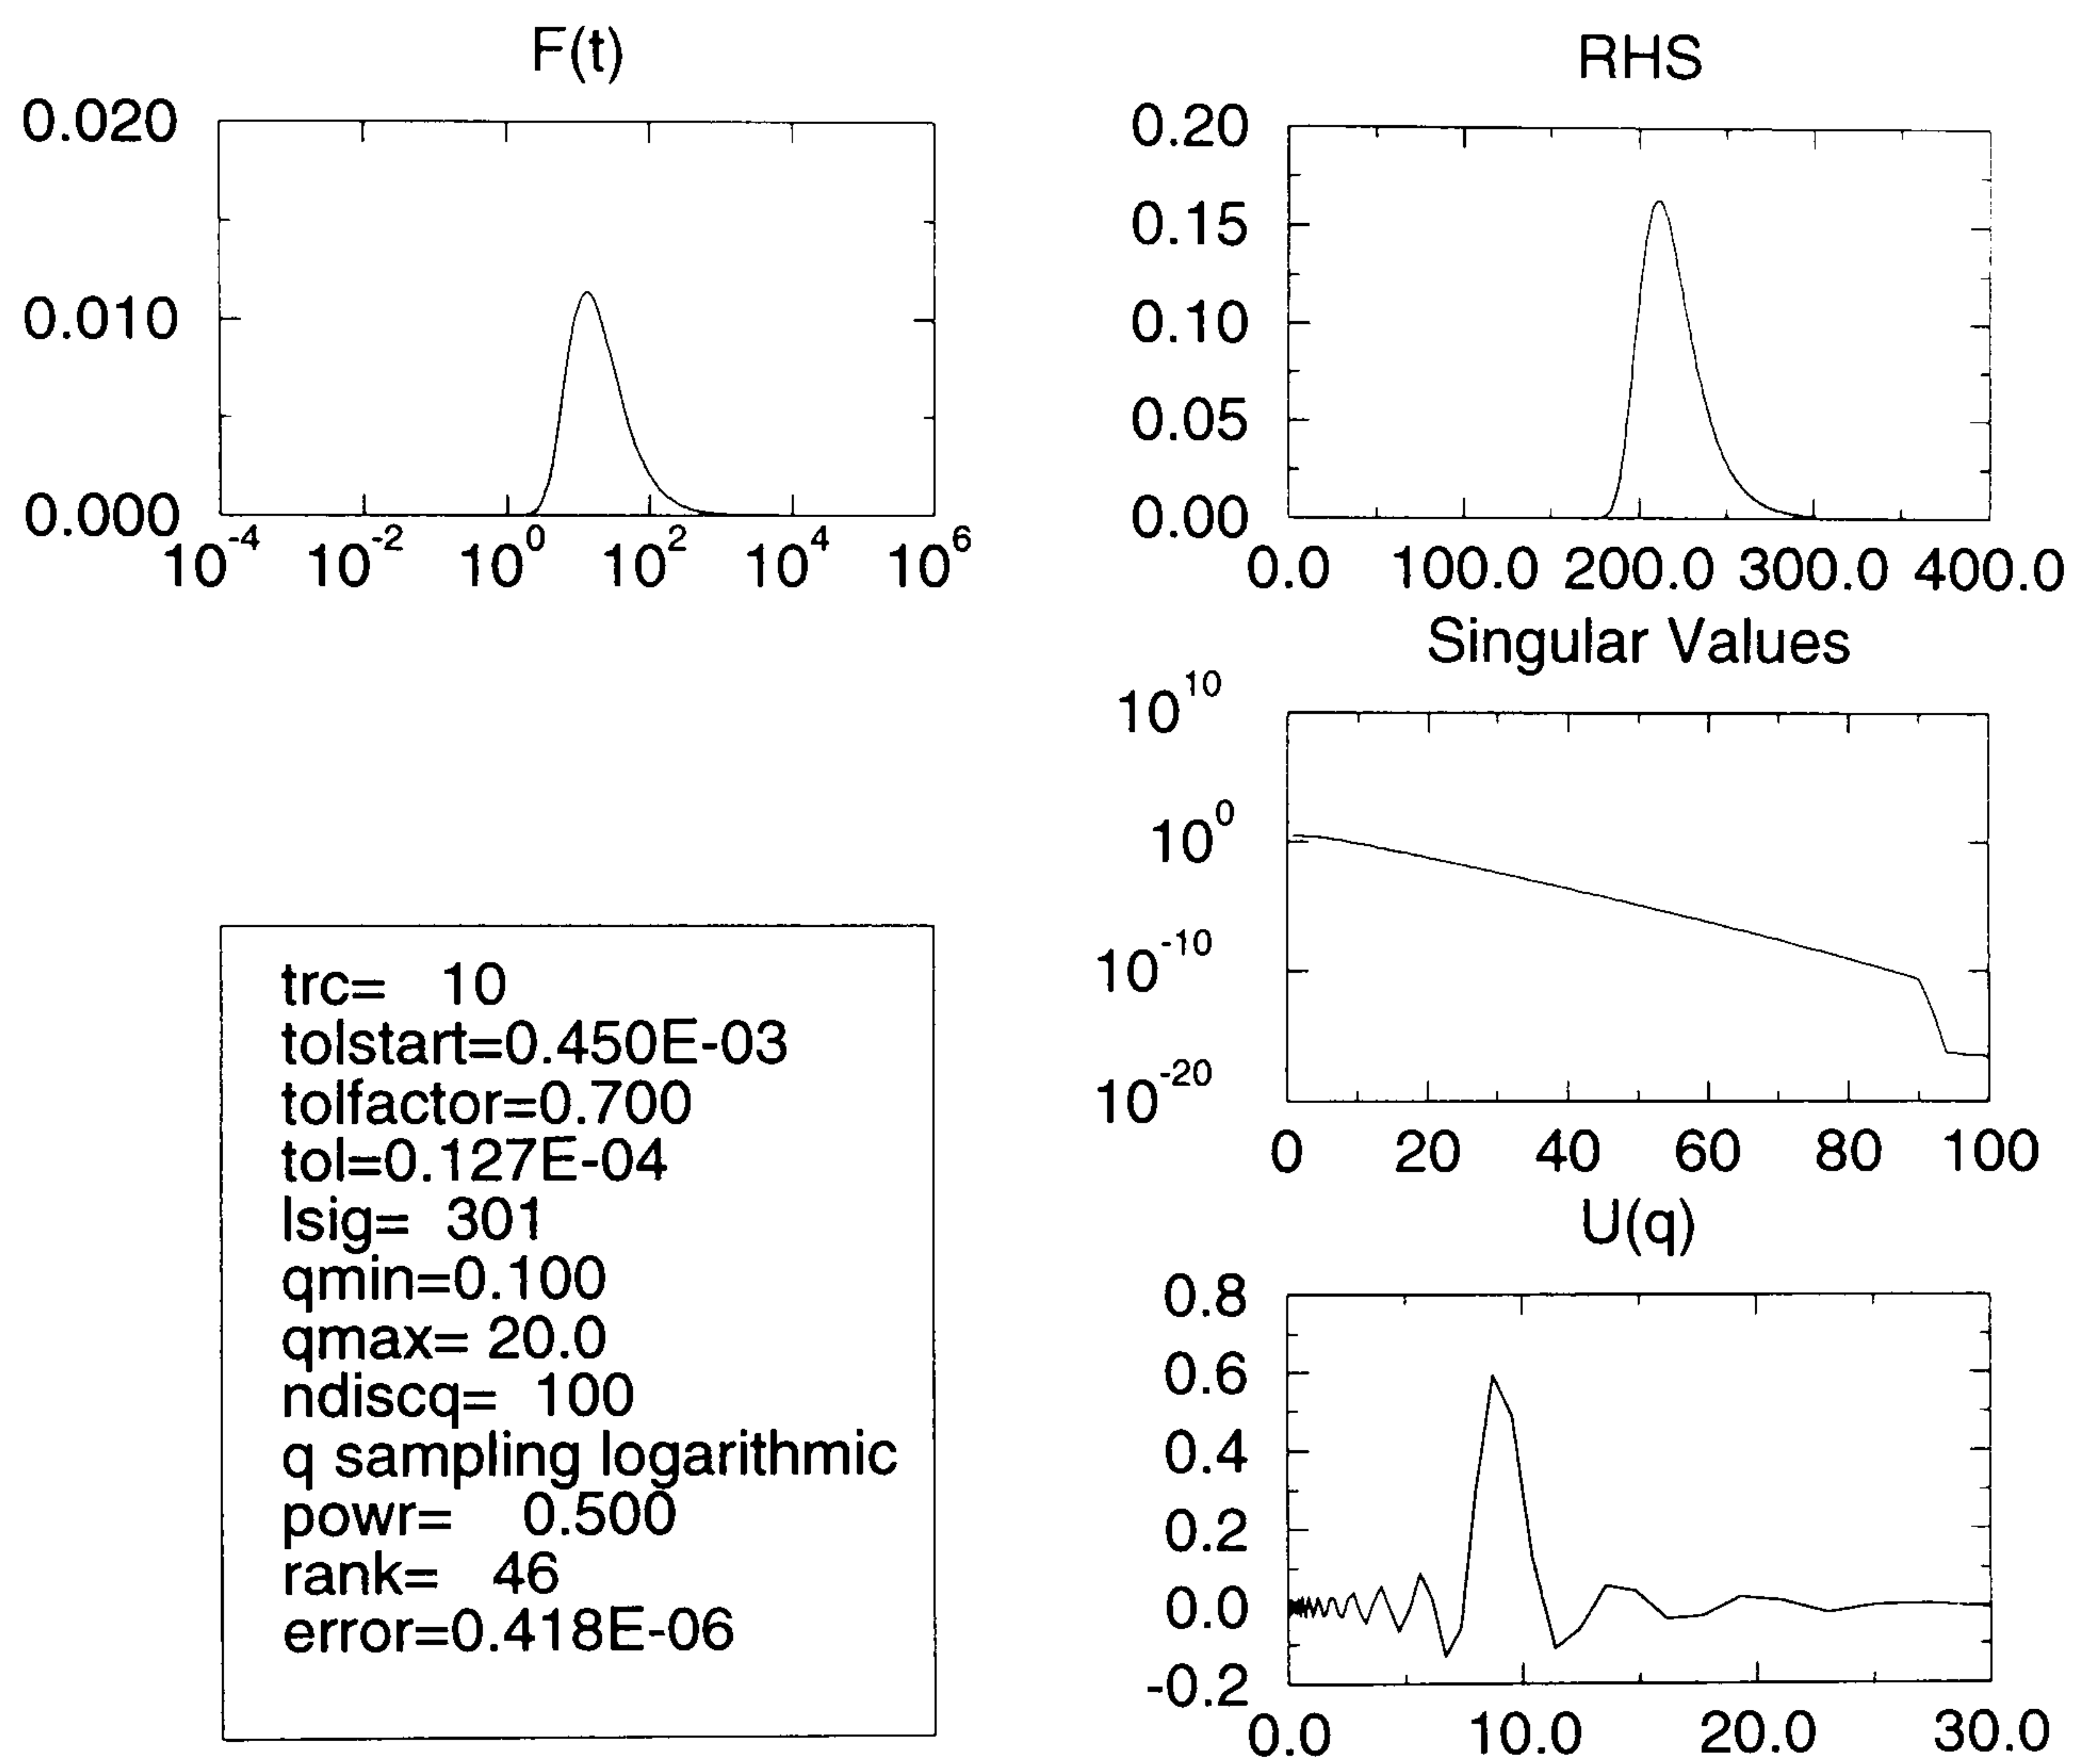 F(t)
0.020
0.010
0.000
10^-4 10^-2 10^0 10^2 10^4 10^6
RHS
0.20
0.15
0.10
0.05
0.00
0.0 100.0 200.0 300.0 400.0
Singular Values
10^10
10^0
10^-10
10^-20
0 20 40 60 80 100
U(q)
0.8
0.6
0.4
0.2
0.0
-0.2
0.0 10.0 20.0 30.0
trc= 10
tolstart=0.450E-03
tolfactor=0.700
tol=0.127E-04
lsig= 301
qmin=0.100
qmax= 20.0
ndiscq= 100
q sampling logarithmic
powr= 0.500
rank= 46
error=0.418E-06